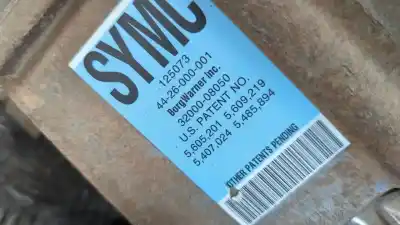 SYMC
125073
44-26-000-001
BorgWarner inc.
32000-08050
U.S. PATENT NO.
5.605,201 5.609,219
5.407,024 5.485,894
OTHER PATENTS PENDING